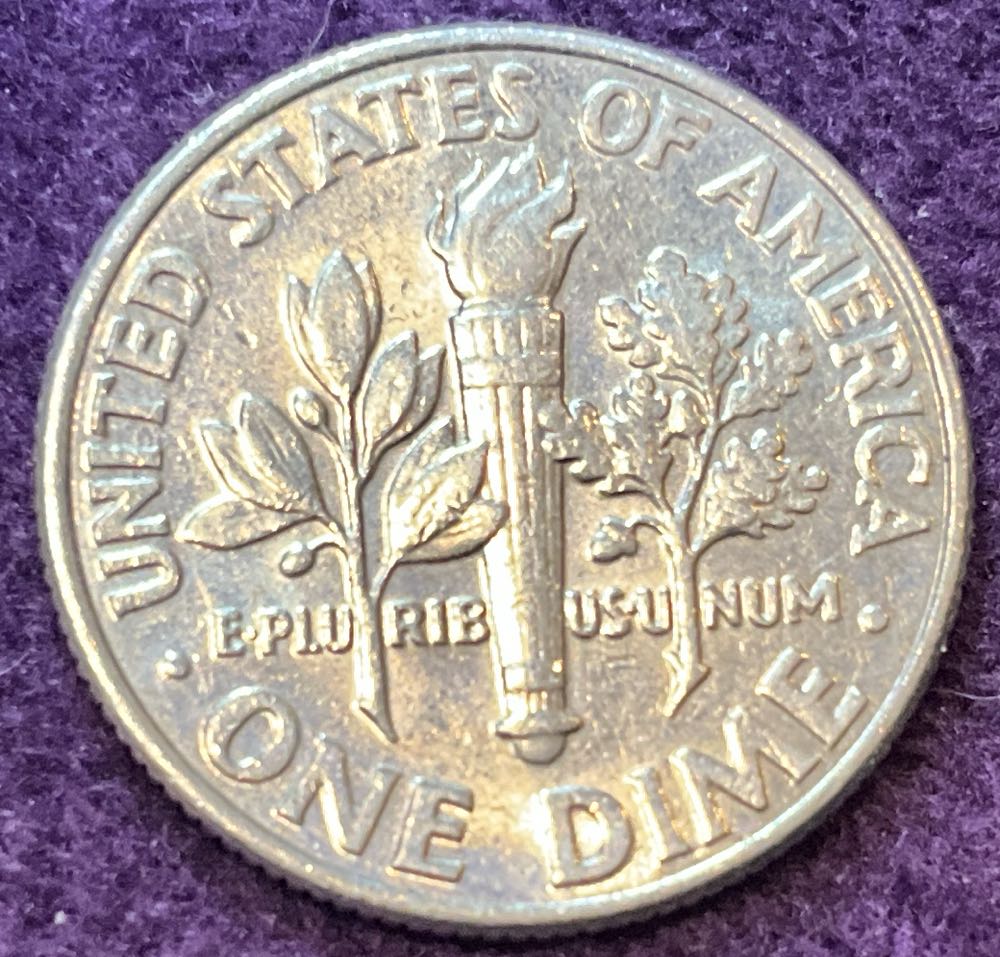 UNITED STATES OF AMERICA
E·PLURIBUS·UNUM
· ONE DIME ·